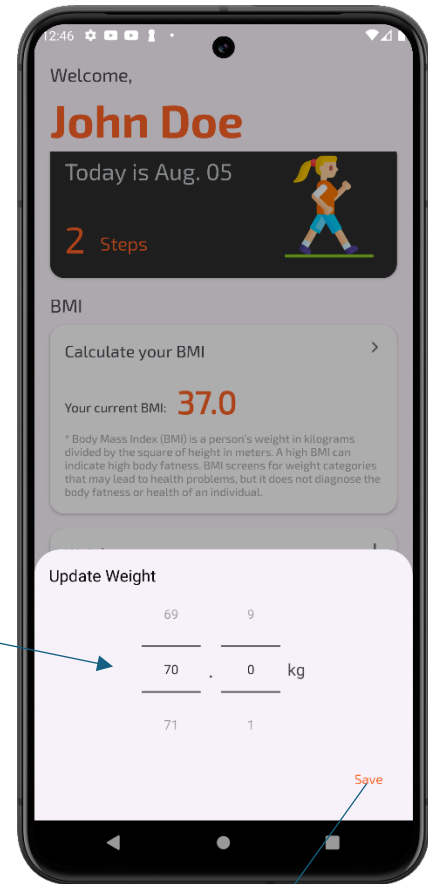 12:46
Welcome,
John Doe
Today is Aug. 05
2 Steps
BMI
Calculate your BMI >
Your current BMI: 37.0
* Body Mass Index (BMI) is a person's weight in kilograms
divided by the square of height in meters. A high BMI can
indicate high body fatness. BMI screens for weight categories
that may lead to health problems, but it does not diagnose the
body fatness or health of an individual.
Update Weight
69 9
70 . 0 kg
71 1
Save